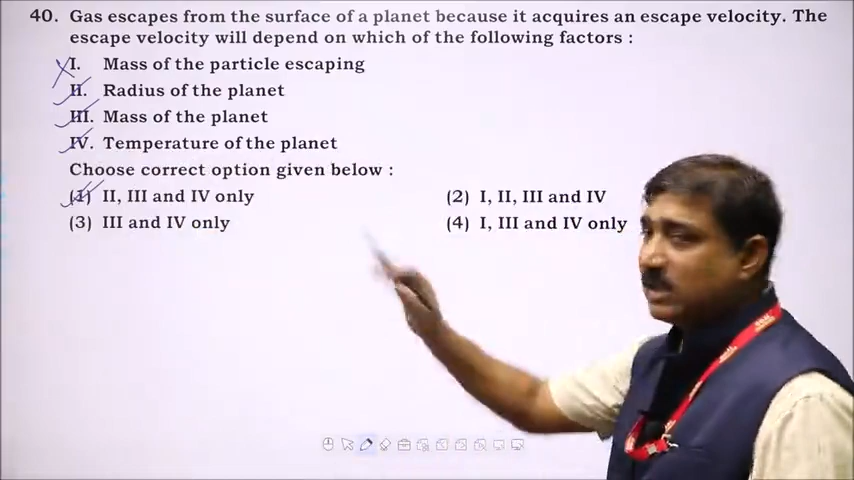 40. Gas escapes from the surface of a planet because it acquires an escape velocity. The
escape velocity will depend on which of the following factors :
I. Mass of the particle escaping
II. Radius of the planet
III. Mass of the planet
IV. Temperature of the planet
Choose correct option given below :
(1) II, III and IV only (2) I, II, III and IV
(3) III and IV only (4) I, III and IV only